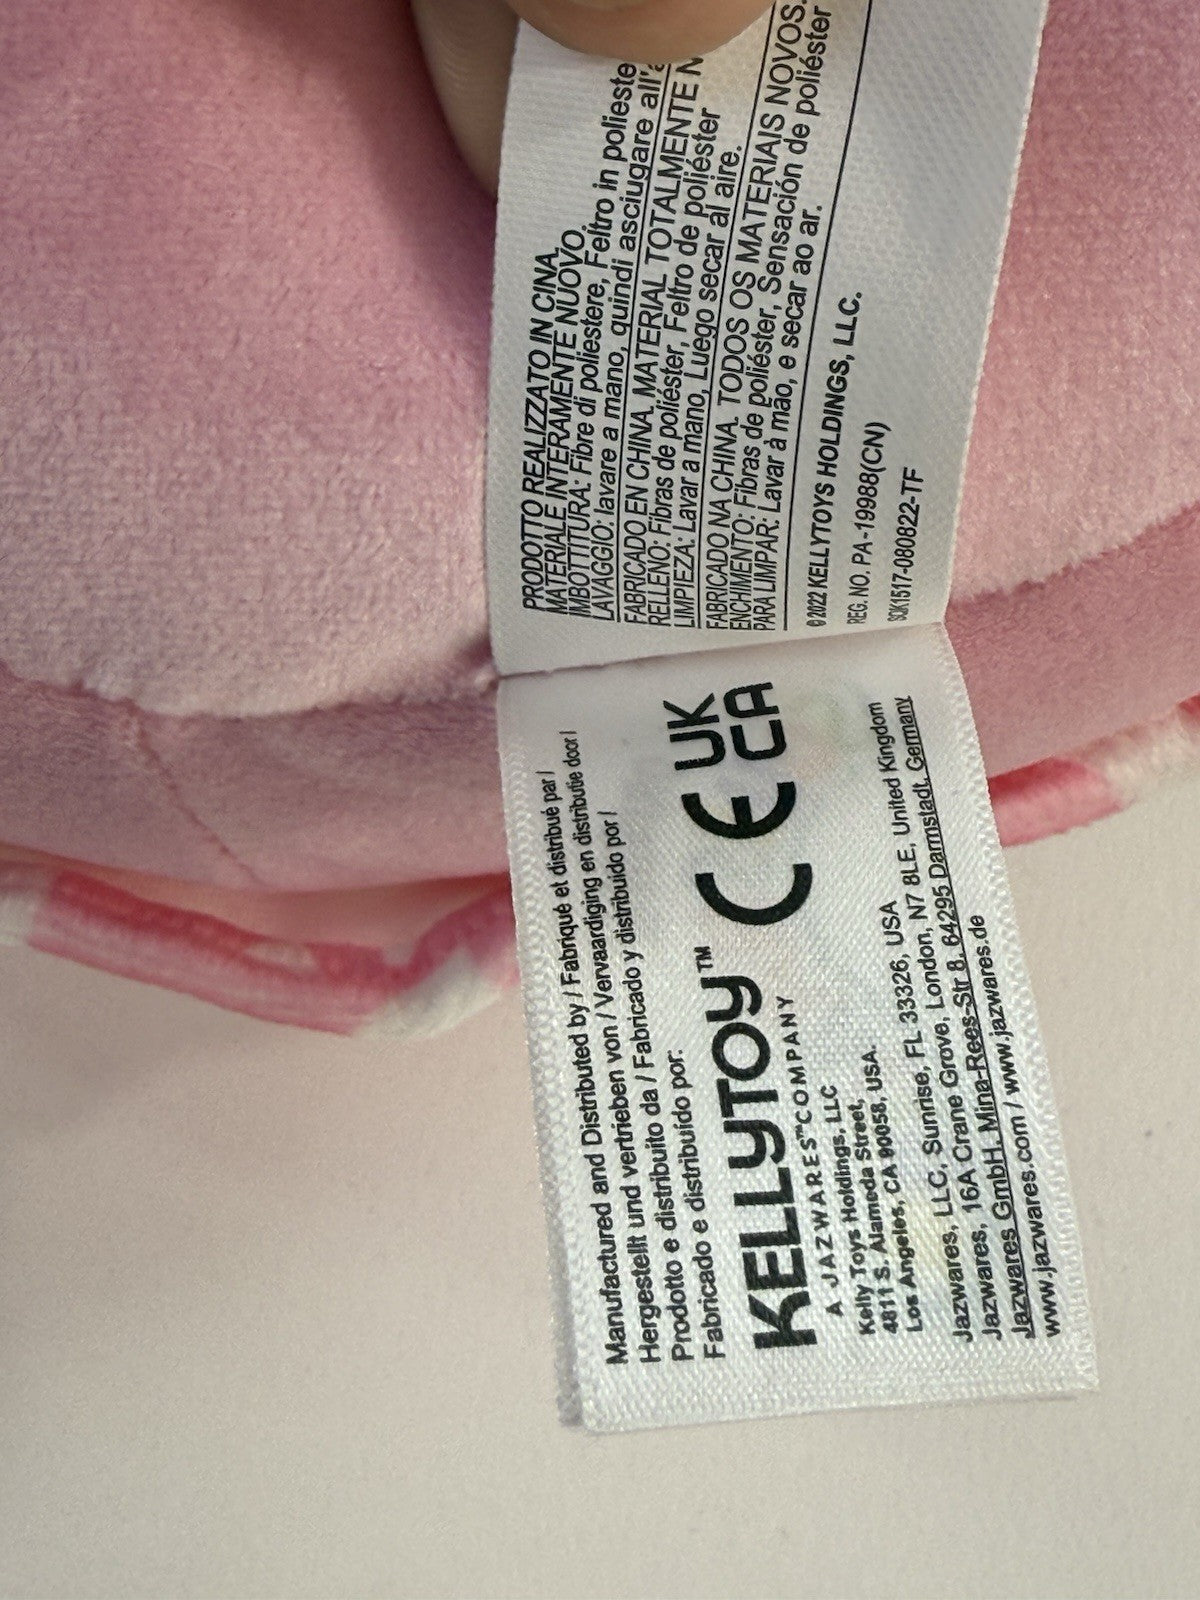 PRODOTTO REALIZZATO IN CINA.
MATERIALE INTERAMENTE NUOVO.
IMBOTTITURA: Fibre di poliestere, Feltro in polieste
LAVAGGIO: lavare a mano, quindi asciugare all'a
FABRICADO EN CHINA. MATERIAL TOTALMENTE N
RELLENO: Fibras de poliéster, Feltro de poliéster
LIMPIEZA: Lavar a mano, Luego secar al aire.
FABRICADO NA CHINA. TODOS OS MATERIAIS NOVOS.
ENCHIMENTO: Fibras de poliéster, Sensación de poliéster
PARA LIMPAR: Lavar à mão, e secar ao ar.
©2022 KELLYTOYS HOLDINGS, LLC.
REG. NO. PA-19988(CN)
SQK1517-080822-TF
Manufactured and Distributed by / Fabriqué et distribué par /
Hergestellt und vertrieben von / Vervaardiging en distributie door /
Prodotto e distribuito da / Fabricado y distribuido por /
Fabricado e distribuído por:
KELLYTOY™ CE UK CA
A JAZWARES™ COMPANY
Kelly Toys Holdings, LLC
4811 S. Alameda Street,
Los Angeles, CA 90058, USA.
Jazwares, LLC, Sunrise, FL 33326, USA
Jazwares, 16A Crane Grove, London, N7 8LE, United Kingdom
Jazwares GmbH, Mina-Rees-Str 8, 64295 Darmstadt, Germany
www.jazwares.com / www.jazwares.de